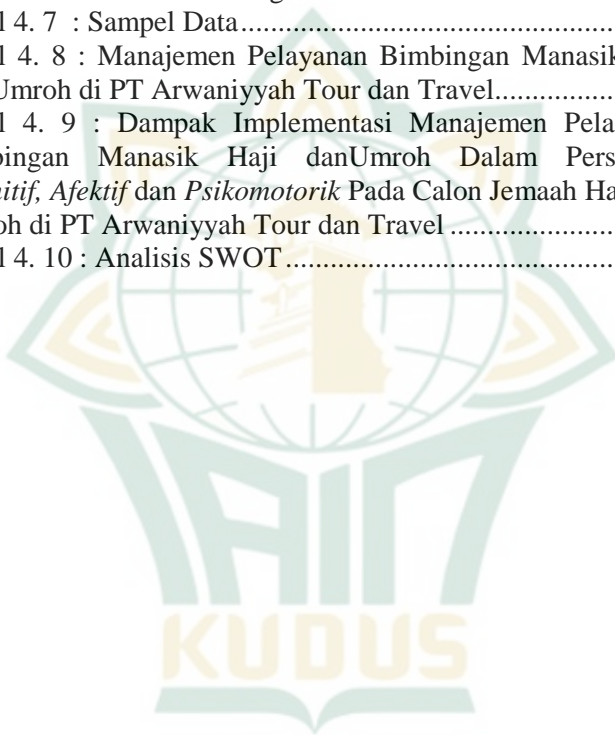 l 4. 7 : Sampel Data...............................................
l 4. 8 : Manajemen Pelayanan Bimbingan Manasik
Umroh di PT Arwaniyyah Tour dan Travel.................
l 4. 9 : Dampak Implementasi Manajemen Pela
bingan Manasik Haji danUmroh Dalam Pers
nitif, Afektif dan Psikomotorik Pada Calon Jemaah Ha
oh di PT Arwaniyyah Tour dan Travel.......................
l 4. 10 : Analisis SWOT.........................................
IAIN
KUDUS